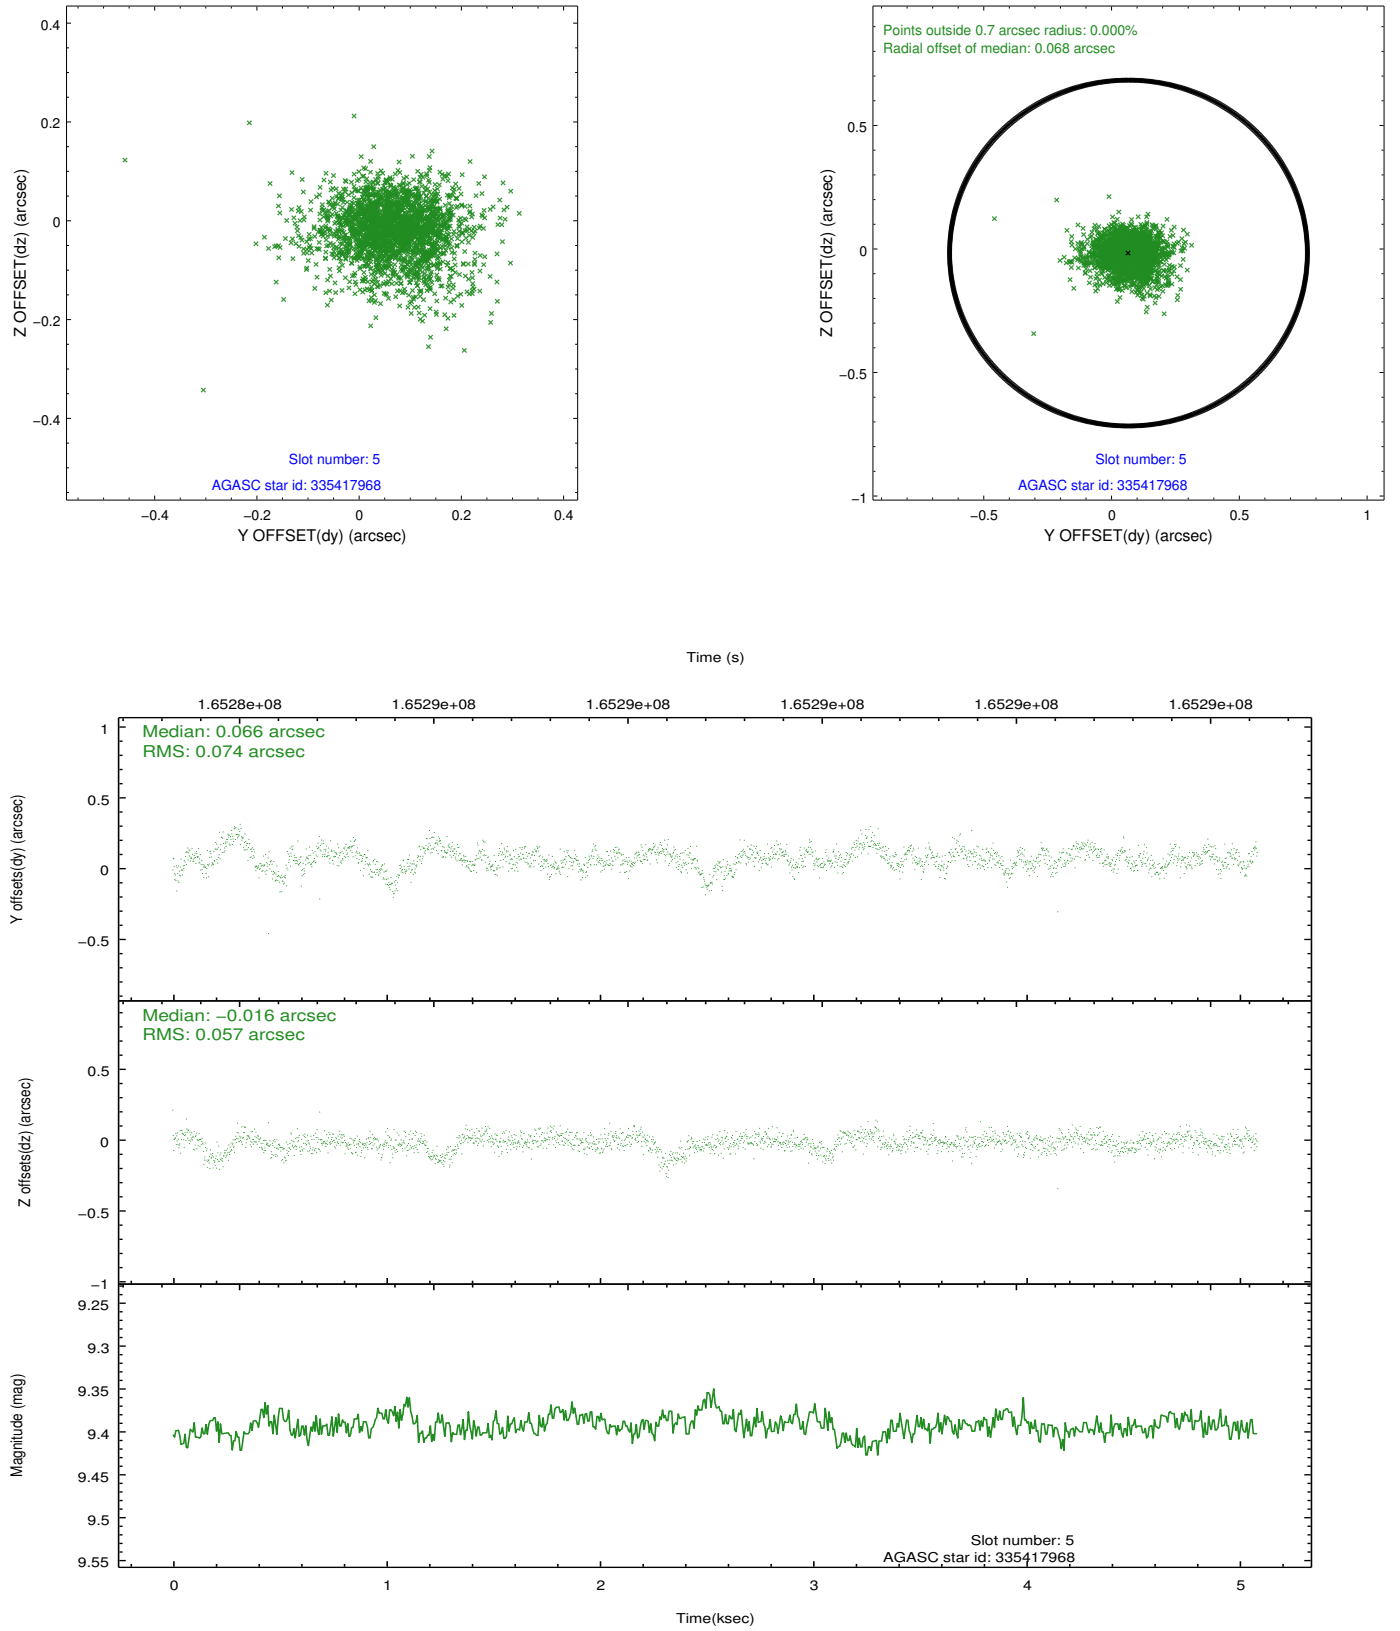 0.4
0.2
0
−0.2
−0.4
Z OFFSET(dz) (arcsec)
Slot number: 5
AGASC star id: 335417968
−0.4 −0.2 0 0.2 0.4
Y OFFSET(dy) (arcsec)
Points outside 0.7 arcsec radius: 0.000%
Radial offset of median: 0.068 arcsec
0.5
0
−0.5
−1
Z OFFSET(dz) (arcsec)
Slot number: 5
AGASC star id: 335417968
−0.5 0 0.5 1
Y OFFSET(dy) (arcsec)
Time (s)
1.6528e+08 1.6529e+08 1.6529e+08 1.6529e+08 1.6529e+08 1.6529e+08
Median: 0.066 arcsec
RMS: 0.074 arcsec
1
0.5
0
−0.5
Y offsets(dy) (arcsec)
Median: −0.016 arcsec
RMS: 0.057 arcsec
0.5
0
−0.5
−1
Z offsets(dz) (arcsec)
9.25
9.3
9.35
9.4
9.45
9.5
9.55
Magnitude (mag)
Slot number: 5
AGASC star id: 335417968
0 1 2 3 4 5
Time(ksec)